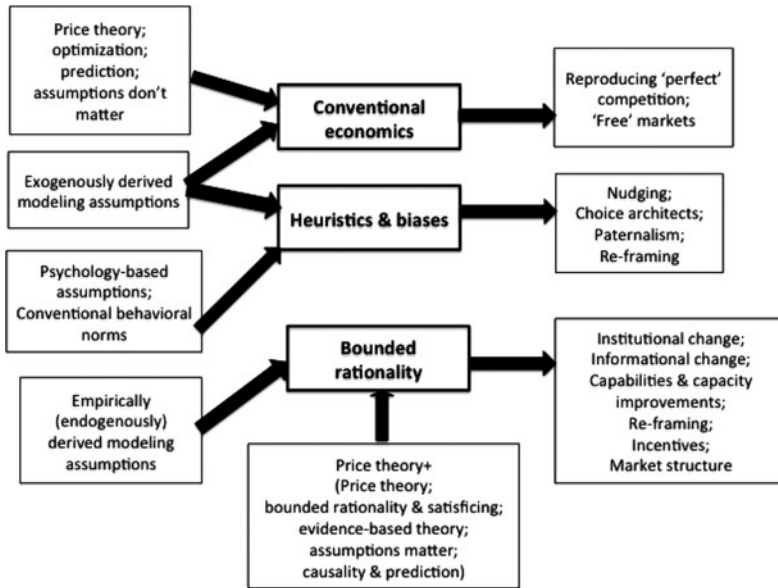 Price theory;
optimization;
prediction;
assumptions don't
matter
Conventional
economics
Reproducing 'perfect'
competition;
'Free' markets
Exogenously derived
modeling assumptions
Heuristics & biases
Nudging;
Choice architects;
Paternalism;
Re-framing
Psychology-based
assumptions;
Conventional behavioral
norms
Bounded
rationality
Institutional change;
Informational change;
Capabilities & capacity
improvements;
Re-framing;
Incentives;
Market structure
Empirically
(endogenously)
derived modeling
assumptions
Price theory+
(Price theory;
bounded rationality & satisficing;
evidence-based theory;
assumptions matter;
causality & prediction)